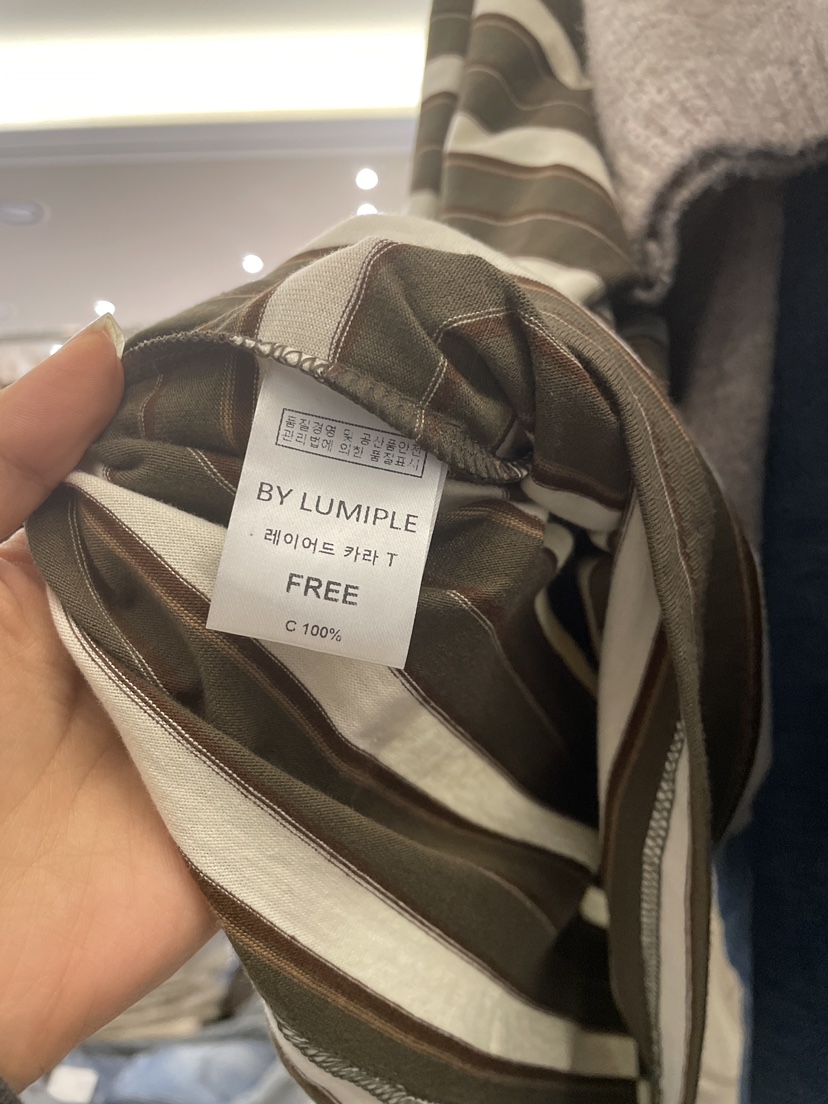 품질경영 및 공산품안전
관리법에 의한 품질표시
BY LUMIPLE
레이어드 카라 T
FREE
C 100%